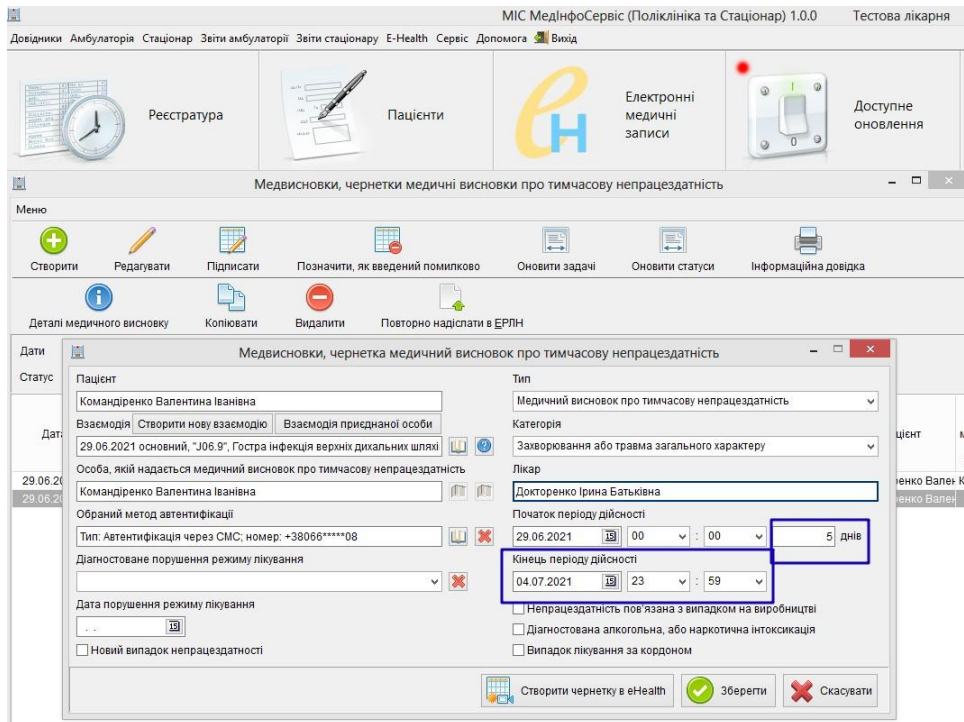 МІС МедІнфоСервіс (Поліклініка та Стаціонар) 1.0.0 Тестова лікарня
Довідники Амбулаторія Стаціонар Звіти амбулаторії Звіти стаціонару E-Health Сервіс Допомога Вихід
Реєстратура
Пацієнти
Електронні
медичні
записи
Доступне
оновлення
Медвисновки, чернетки медичні висновки про тимчасову непрацездатність
Меню
Створити Редагувати Підписати Позначити, як введений помилково Оновити задачі Оновити статуси Інформаційна довідка
Деталі медичного висновку Копіювати Видалити Повторно надіслати в ЕРЛН
Дати
Статус
Медвисновки, чернетка медичний висновок про тимчасову непрацездатність
Пацієнт Тип
Командіренко Валентина Іванівна Медичний висновок про тимчасову непрацездатність
Взаємодія Створити нову взаємодію Взаємодія приєднаної особи Категорія
29.06.2021 основний, "J06.9", Гостра інфекція верхніх дихальних шляхі Захворювання або травма загального характеру
Особа, якій надається медичний висновок про тимчасову непрацездатність Лікар
Командіренко Валентина Іванівна Докторенко Ірина Батьківна
Обраний метод автентифікації Початок періоду дійсності
Тип: Автентифікація через СМС; номер: +38066*****08 29.06.2021 15 00 : 00 5 днів
Діагностоване порушення режиму лікування Кінець періоду дійсності
04.07.2021 15 23 : 59
Дата порушення режиму лікування Непрацездатність пов'язана з випадком на виробництві
. . 15 Діагностована алкогольна, або наркотична інтоксикація
Новий випадок непрацездатності Випадок лікування за кордоном
Створити чернетку в eHealth Зберегти Скасувати